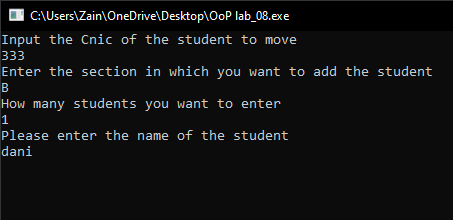 C:\Users\Zain\OneDrive\Desktop\OoP lab_08.exe
Input the Cnic of the student to move
333
Enter the section in which you want to add the student
B
How many students you want to enter
1
Please enter the name of the student
dani